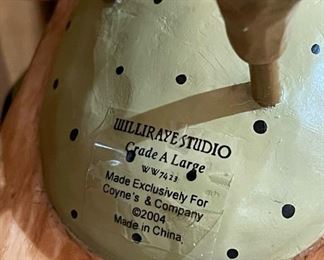 WILLIRAYE STUDIO
Grade A Large
WW7423
Made Exclusively For
Coyne's & Company
©2004
Made in China